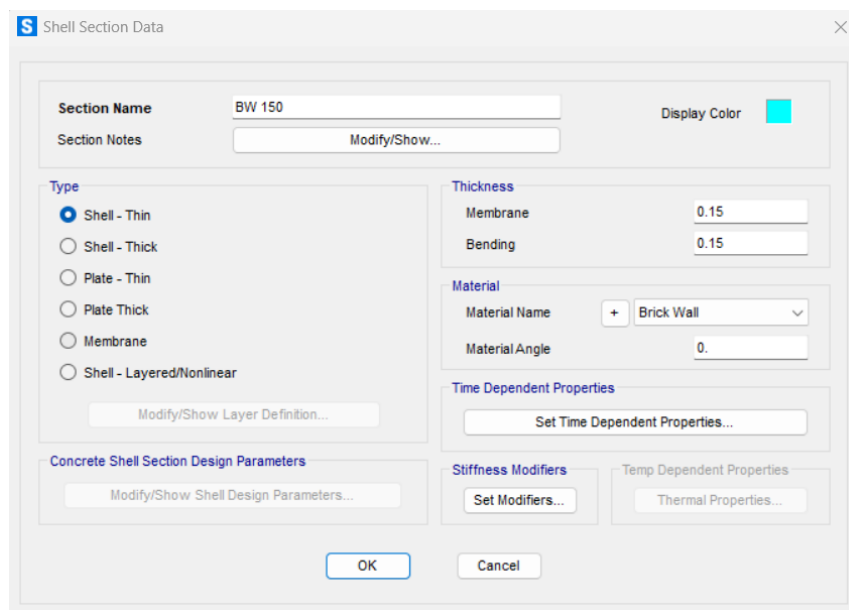 S Shell Section Data
Section Name BW 150 Display Color
Section Notes Modify/Show...
Type
Shell - Thin
Shell - Thick
Plate - Thin
Plate Thick
Membrane
Shell - Layered/Nonlinear
Modify/Show Layer Definition...
Concrete Shell Section Design Parameters
Modify/Show Shell Design Parameters...
Thickness
Membrane 0.15
Bending 0.15
Material
Material Name + Brick Wall
Material Angle 0.
Time Dependent Properties
Set Time Dependent Properties...
Stiffness Modifiers
Set Modifiers...
Temp Dependent Properties
Thermal Properties...
OK Cancel